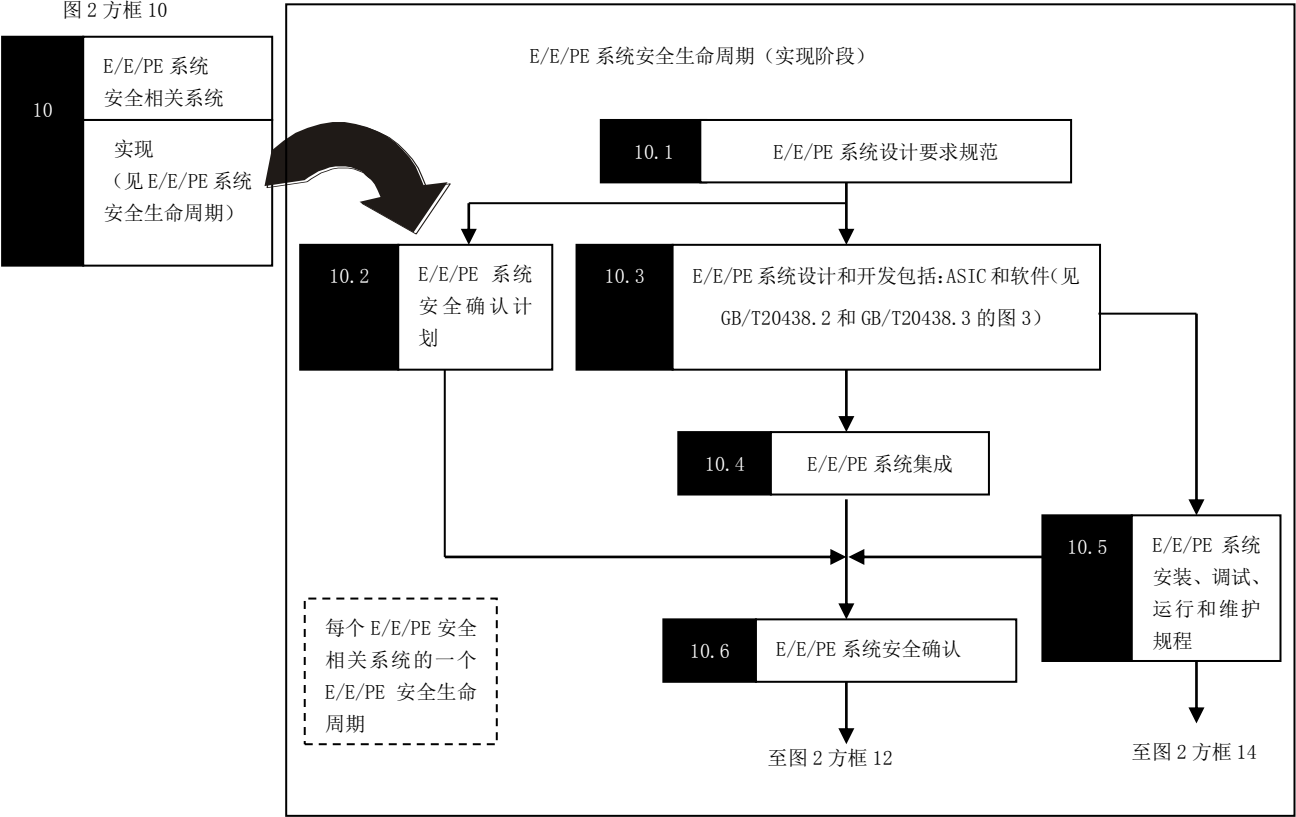 图 2 方框 10
10
E/E/PE 系统
安全相关系统
实现
（见 E/E/PE 系统
安全生命周期）
E/E/PE 系统安全生命周期（实现阶段）
10.1
E/E/PE 系统设计要求规范
10.2
E/E/PE 系统
安全确认计
划
10.3
E/E/PE 系统设计和开发包括:ASIC 和软件(见
GB/T20438.2 和 GB/T20438.3 的图 3）
10.4
E/E/PE 系统集成
10.5
E/E/PE 系统
安装、调试、
运行和维护
规程
每个 E/E/PE 安全
相关系统的一个
E/E/PE 安全生命
周期
10.6
E/E/PE 系统安全确认
至图 2 方框 12
至图 2 方框 14